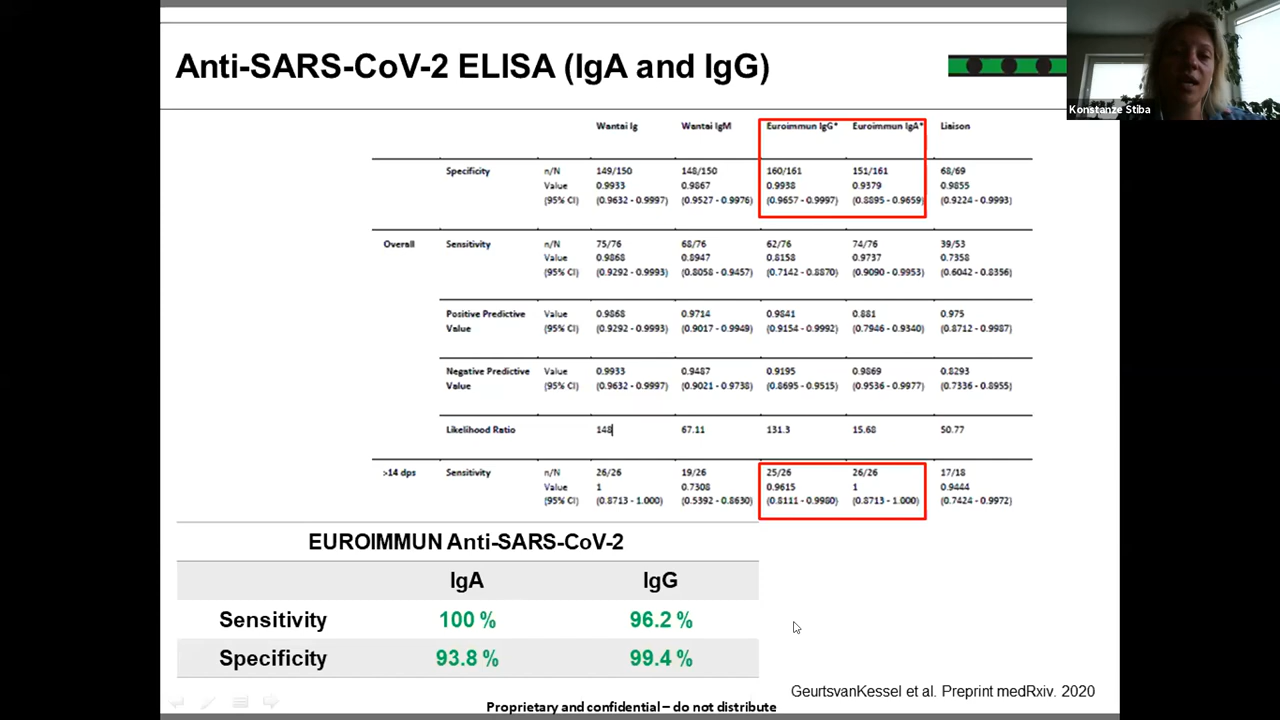 Anti-SARS-CoV-2 ELISA (IgA and IgG)
Konstanze Stiba
Wantai Ig Wantai IgM Euroimmun IgG* Euroimmun IgA* Liaison
Specificity n/N 149/150 148/150 160/161 151/161 68/69
Value 0.9933 0.9867 0.9938 0.9379 0.9855
(95% CI) (0.9632 - 0.9997) (0.9527 - 0.9976) (0.9657 - 0.9997) (0.8895 - 0.9659) (0.9224 - 0.9993)
Overall Sensitivity n/N 75/76 68/76 62/76 74/76 39/53
Value 0.9868 0.8947 0.8158 0.9737 0.7358
(95% CI) (0.9292 - 0.9993) (0.8058 - 0.9457) (0.7142 - 0.8870) (0.9090 - 0.9953) (0.6042 - 0.8356)
Positive Predictive Value 0.9868 0.9714 0.9841 0.881 0.975
Value (95% CI) (0.9292 - 0.9993) (0.9017 - 0.9949) (0.9154 - 0.9992) (0.7946 - 0.9340) (0.8712 - 0.9987)
Negative Predictive Value 0.9933 0.9487 0.9195 0.9869 0.8293
Value (95% CI) (0.9632 - 0.9997) (0.9021 - 0.9738) (0.8695 - 0.9515) (0.9536 - 0.9977) (0.7336 - 0.8955)
Likelihood Ratio 148 67.11 131.3 15.68 50.77
>14 dps Sensitivity n/N 26/26 19/26 25/26 26/26 17/18
Value 1 0.7308 0.9615 1 0.9444
(95% CI) (0.8713 - 1.000) (0.5392 - 0.8630) (0.8111 - 0.9980) (0.8713 - 1.000) (0.7424 - 0.9972)
EUROIMMUN Anti-SARS-CoV-2
IgA IgG
Sensitivity 100 % 96.2 %
Specificity 93.8 % 99.4 %
GeurtsvanKessel et al. Preprint medRxiv. 2020
Proprietary and confidential – do not distribute